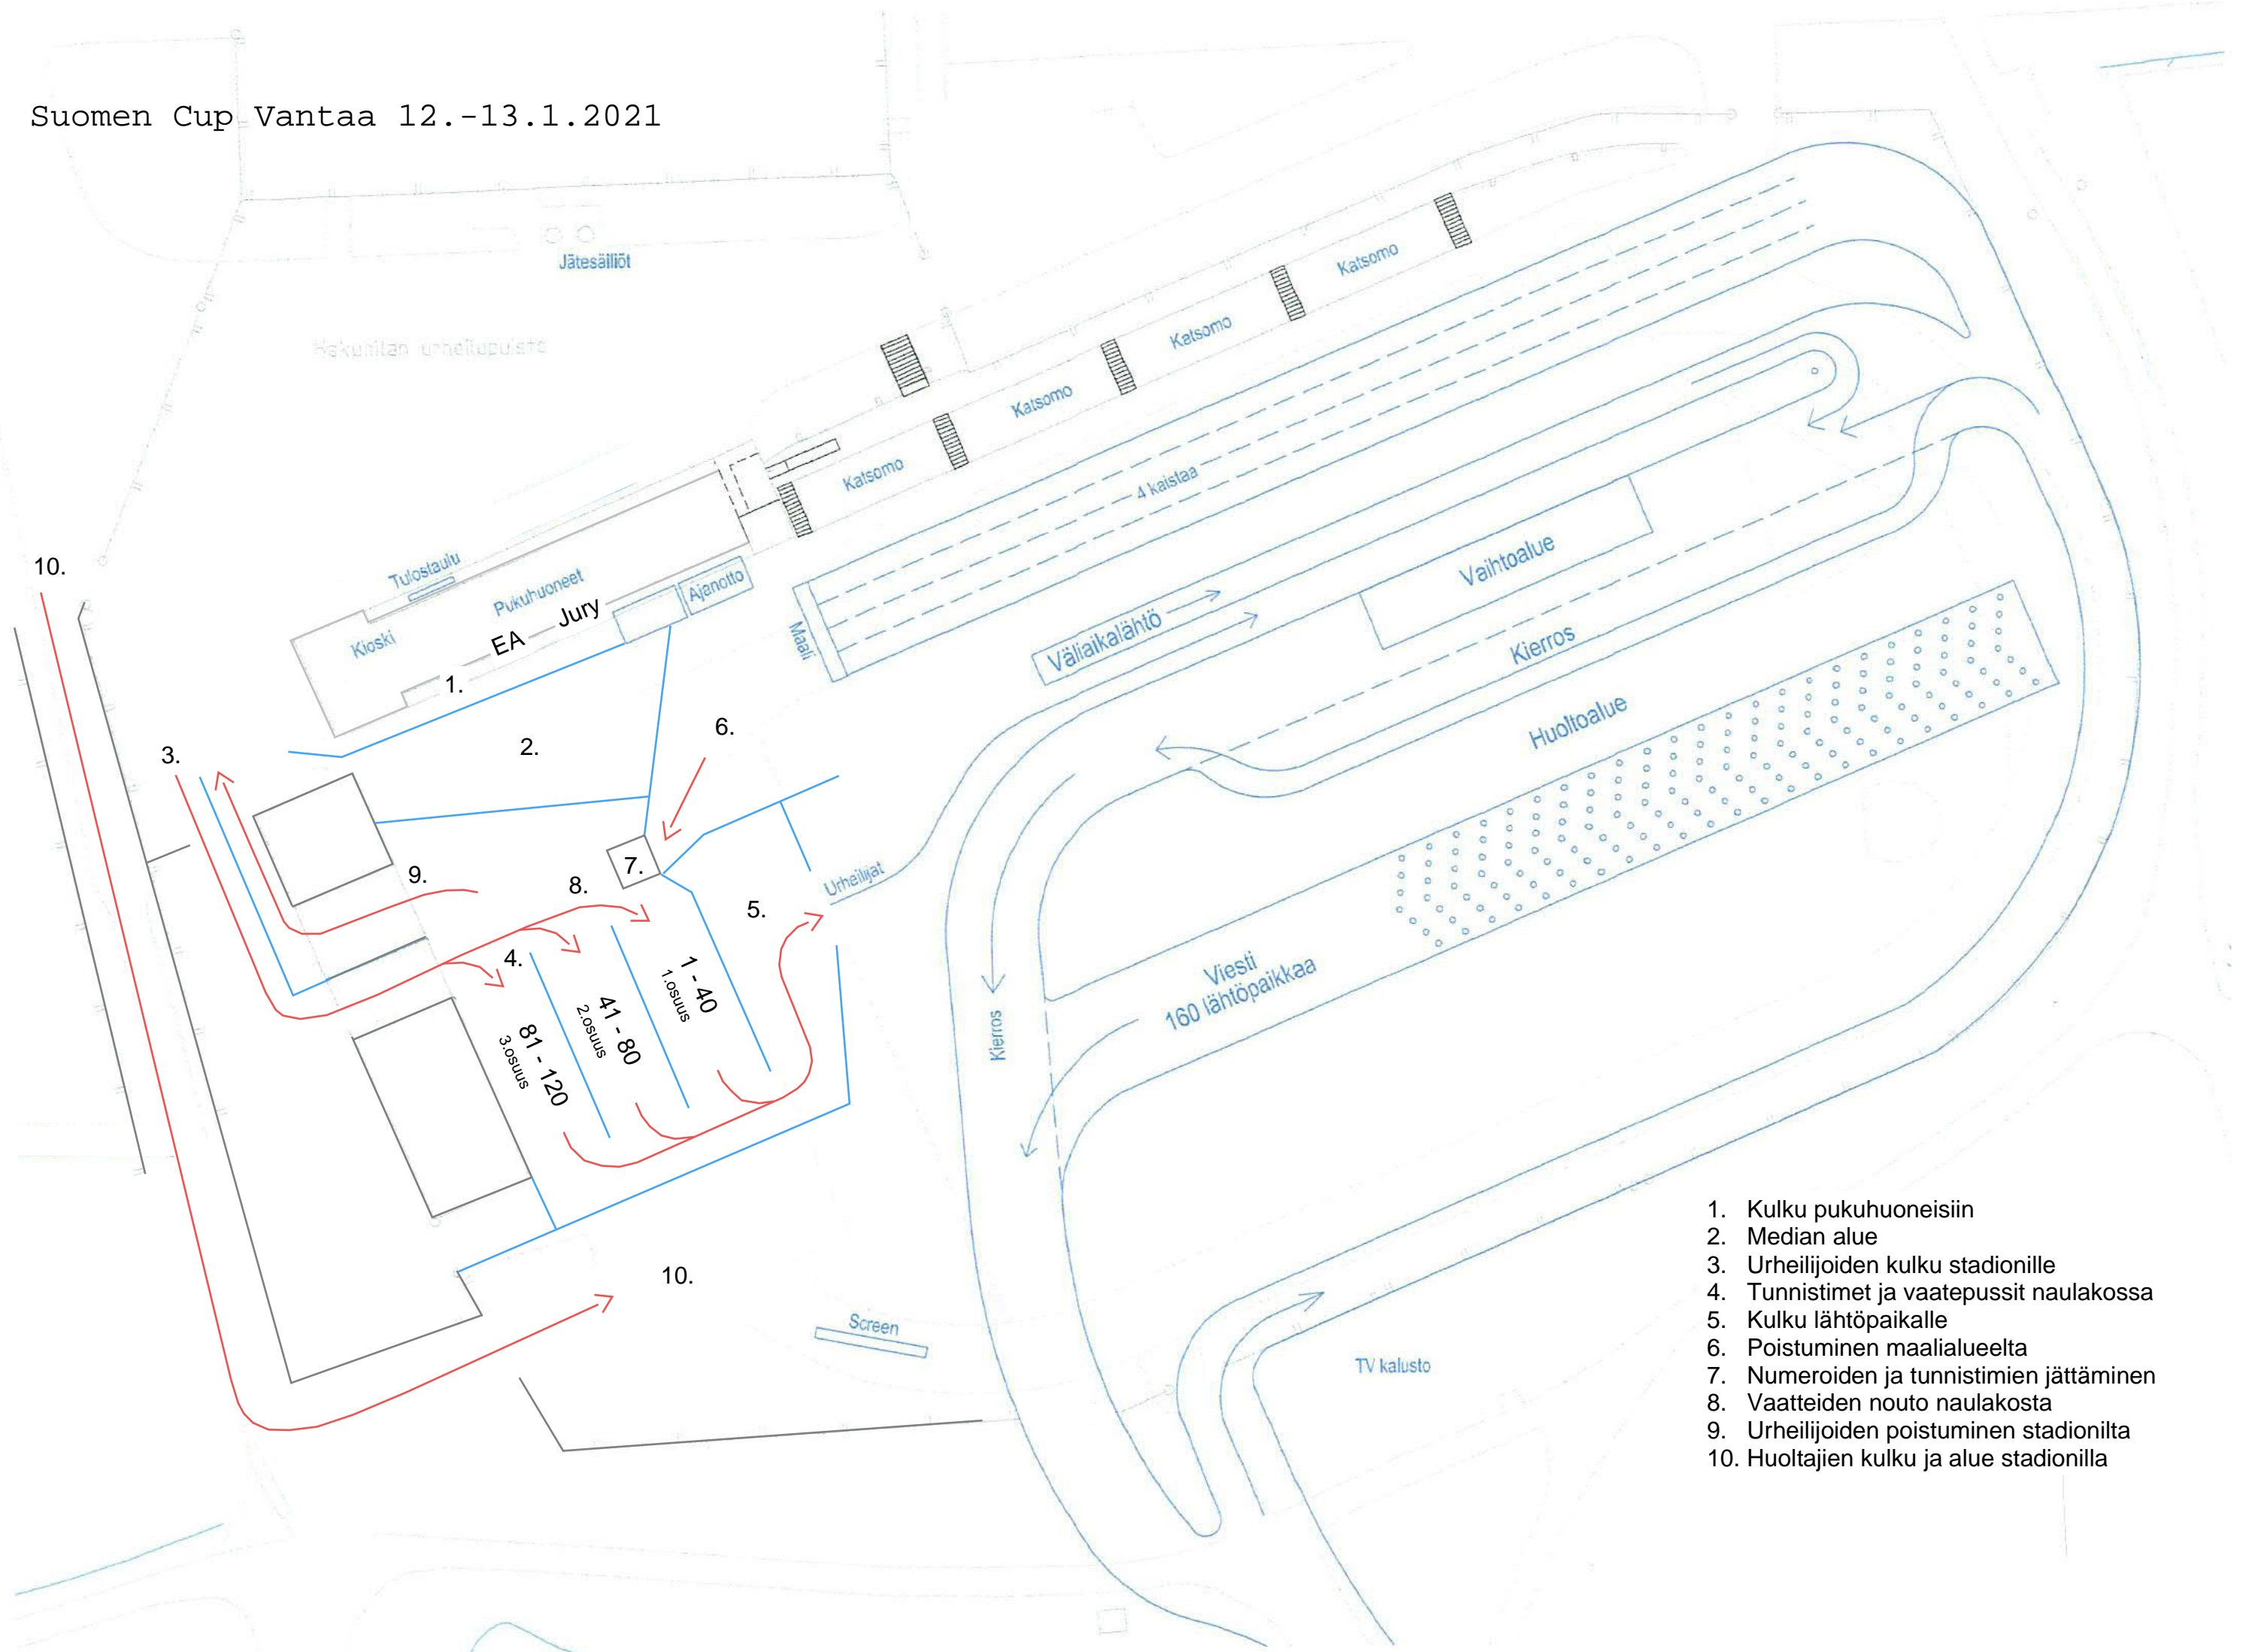 Suomen Cup Vantaa 12.-13.1.2021
Jätesäiliöt
Hakunilan urheilupuisto
Katsomo
Katsomo
Katsomo
Katsomo
4 kaistaa
Tulostaulu
Pukuhuoneet
Ajanotto
Kioski
EA
Jury
Maali
Väliaikalähtö
Vaihtoalue
Kierros
Huoltoalue
10.
1.
2.
3.
6.
7.
8.
9.
5.
4.
Urheilijat
1 - 40
1.osuus
41 - 80
2.osuus
81 - 120
3.osuus
Viesti
160 lähtöpaikkaa
Kierros
10.
Screen
TV kalusto
1. Kulku pukuhuoneisiin
2. Median alue
3. Urheilijoiden kulku stadionille
4. Tunnistimet ja vaatepussit naulakossa
5. Kulku lähtöpaikalle
6. Poistuminen maalialueelta
7. Numeroiden ja tunnistimien jättäminen
8. Vaatteiden nouto naulakosta
9. Urheilijoiden poistuminen stadionilta
10. Huoltajien kulku ja alue stadionilla